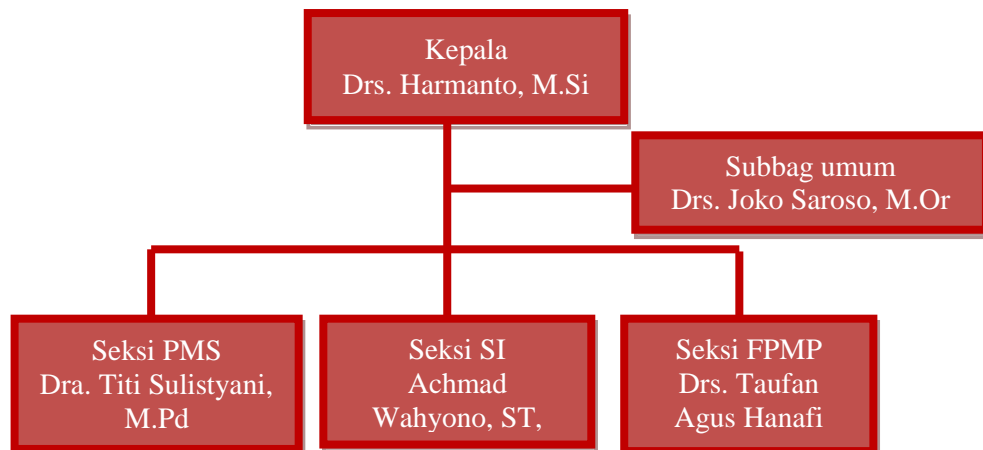 Kepala
Drs. Harmanto, M.Si
Subbag umum
Drs. Joko Saroso, M.Or
Seksi PMS
Dra. Titi Sulistyani,
M.Pd
Seksi SI
Achmad
Wahyono, ST,
Seksi FPMP
Drs. Taufan
Agus Hanafi